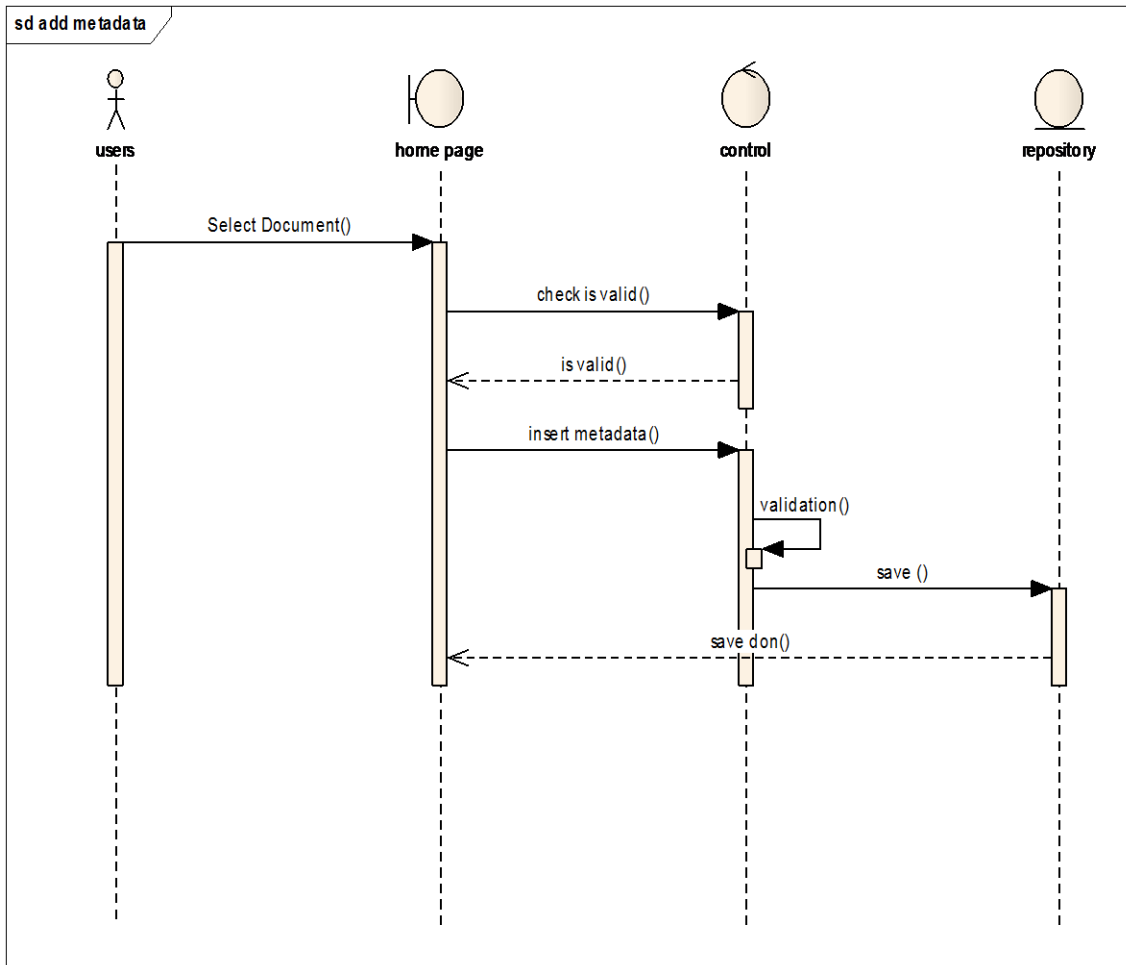 sd add metadata
users
home page
control
repository
Select Document()
check is valid()
is valid()
insert metadata()
validation()
save ()
save don()